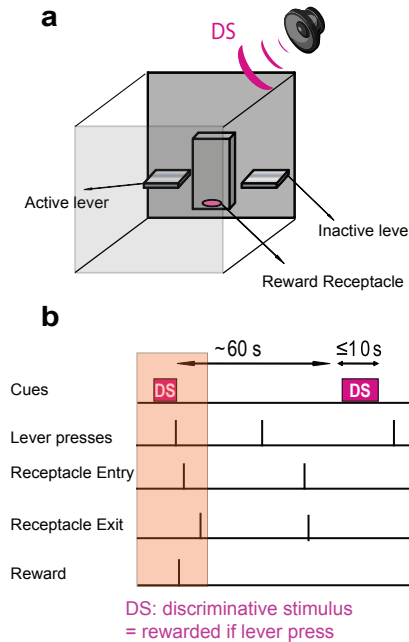 a
DS
Active lever
Inactive leve
Reward Receptacle
b
~60 s
≤10 s
Cues
DS
DS
Lever presses
Receptacle Entry
Receptacle Exit
Reward
DS: discriminative stimulus
= rewarded if lever press